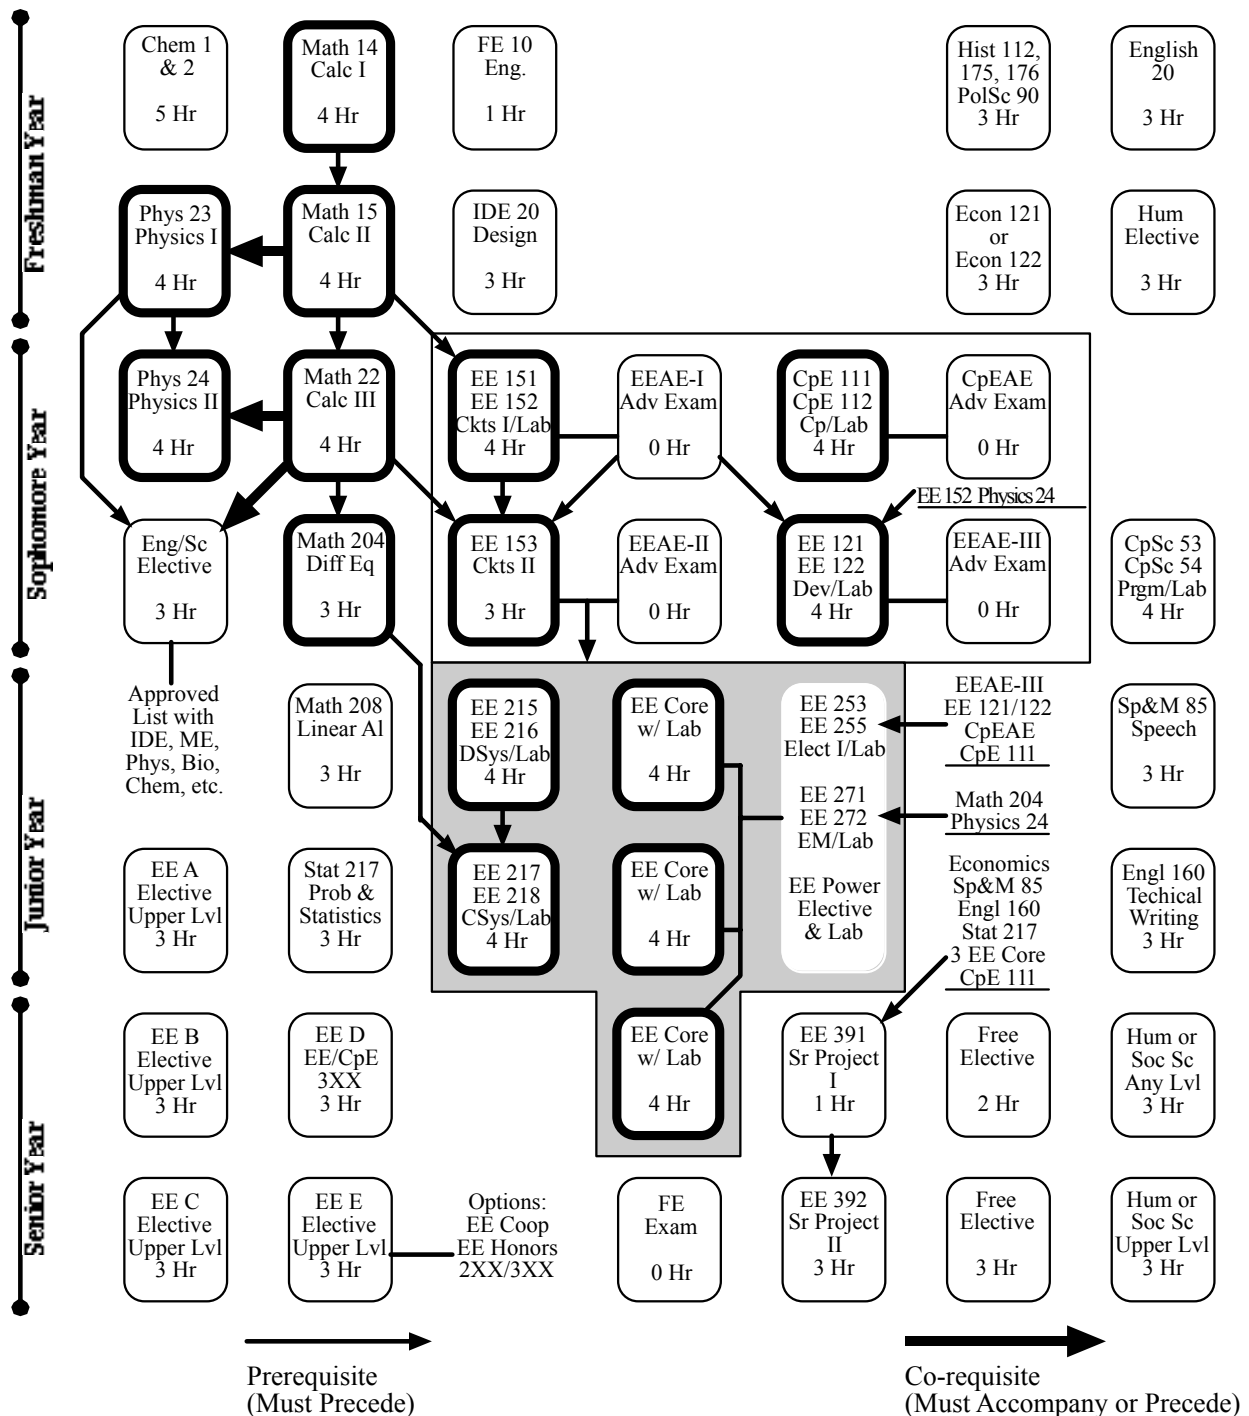 Freshman Year
Chem 1
& 2
5 Hr
Math 14
Calc I
4 Hr
FE 10
Eng.
1 Hr
Hist 112,
175, 176
PolSc 90
3 Hr
English
20
3 Hr
Phys 23
Physics I
4 Hr
Math 15
Calc II
4 Hr
IDE 20
Design
3 Hr
Econ 121
or
Econ 122
3 Hr
Hum
Elective
3 Hr
Sophomore Year
Phys 24
Physics II
4 Hr
Math 22
Calc III
4 Hr
EE 151
EE 152
Ckts I/Lab
4 Hr
EEAE-I
Adv Exam
0 Hr
CpE 111
CpE 112
Cp/Lab
4 Hr
CpEAE
Adv Exam
0 Hr
EE 152 Physics 24
Eng/Sc
Elective
3 Hr
Math 204
Diff Eq
3 Hr
EE 153
Ckts II
3 Hr
EEAE-II
Adv Exam
0 Hr
EE 121
EE 122
Dev/Lab
4 Hr
EEAE-III
Adv Exam
0 Hr
CpSc 53
CpSc 54
Prgm/Lab
4 Hr
Junior Year
Approved
List with
IDE, ME,
Phys, Bio,
Chem, etc.
Math 208
Linear Al
3 Hr
EE 215
EE 216
DSys/Lab
4 Hr
EE Core
w/ Lab
4 Hr
EE 253
EE 255
Elect I/Lab
EE 271
EE 272
EM/Lab
EE Power
Elective
& Lab
EEAE-III
EE 121/122
CpEAE
CpE 111
Math 204
Physics 24
Sp&M 85
Speech
3 Hr
EE A
Elective
Upper Lvl
3 Hr
Stat 217
Prob &
Statistics
3 Hr
EE 217
EE 218
CSys/Lab
4 Hr
EE Core
w/ Lab
4 Hr
Economics
Sp&M 85
Engl 160
Stat 217
3 EE Core
CpE 111
Engl 160
Techical
Writing
3 Hr
Senior Year
EE B
Elective
Upper Lvl
3 Hr
EE D
EE/CpE
3XX
3 Hr
EE Core
w/ Lab
4 Hr
EE 391
Sr Project
I
1 Hr
Free
Elective
2 Hr
Hum or
Soc Sc
Any Lvl
3 Hr
EE C
Elective
Upper Lvl
3 Hr
EE E
Elective
Upper Lvl
3 Hr
Options:
EE Coop
EE Honors
2XX/3XX
FE
Exam
0 Hr
EE 392
Sr Project
II
3 Hr
Free
Elective
3 Hr
Hum or
Soc Sc
Upper Lvl
3 Hr
Prerequisite
(Must Precede)
Co-requisite
(Must Accompany or Precede)